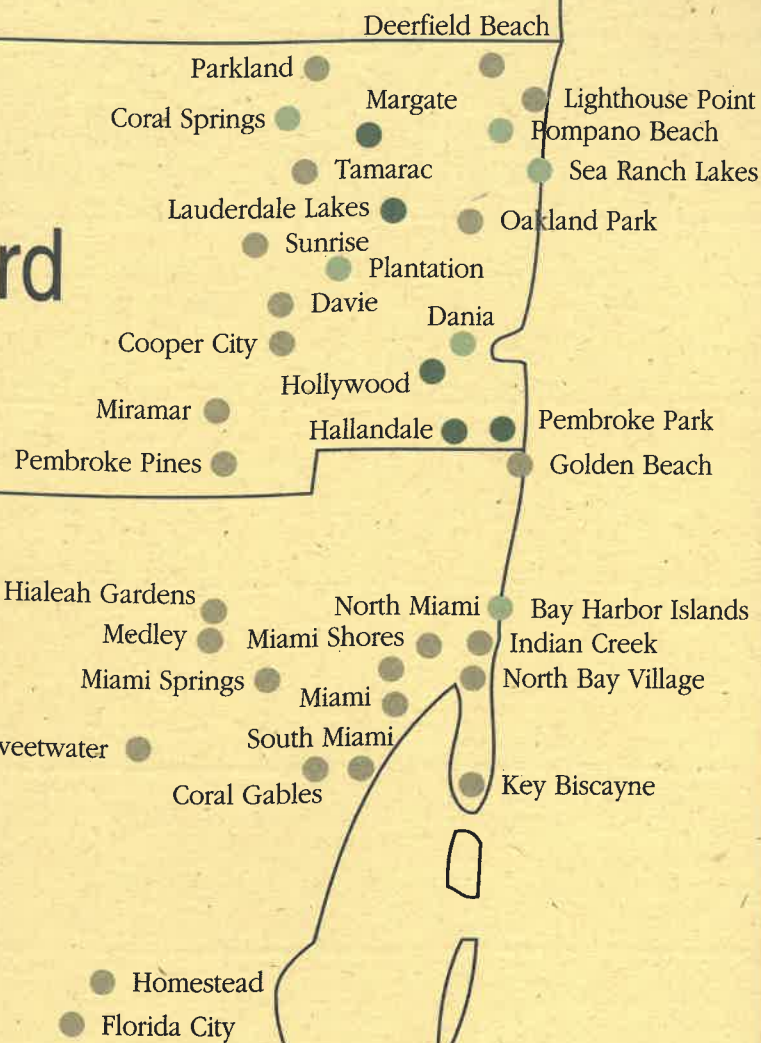 Deerfield Beach
Parkland
Margate
Lighthouse Point
Coral Springs
Pompano Beach
Tamarac
Sea Ranch Lakes
Lauderdale Lakes
Oakland Park
rd
Sunrise
Plantation
Davie
Dania
Cooper City
Hollywood
Miramar
Hallandale
Pembroke Park
Pembroke Pines
Golden Beach
Hialeah Gardens
North Miami
Bay Harbor Islands
Medley
Miami Shores
Indian Creek
Miami Springs
North Bay Village
Miami
South Miami
weetwater
Key Biscayne
Coral Gables
Homestead
Florida City